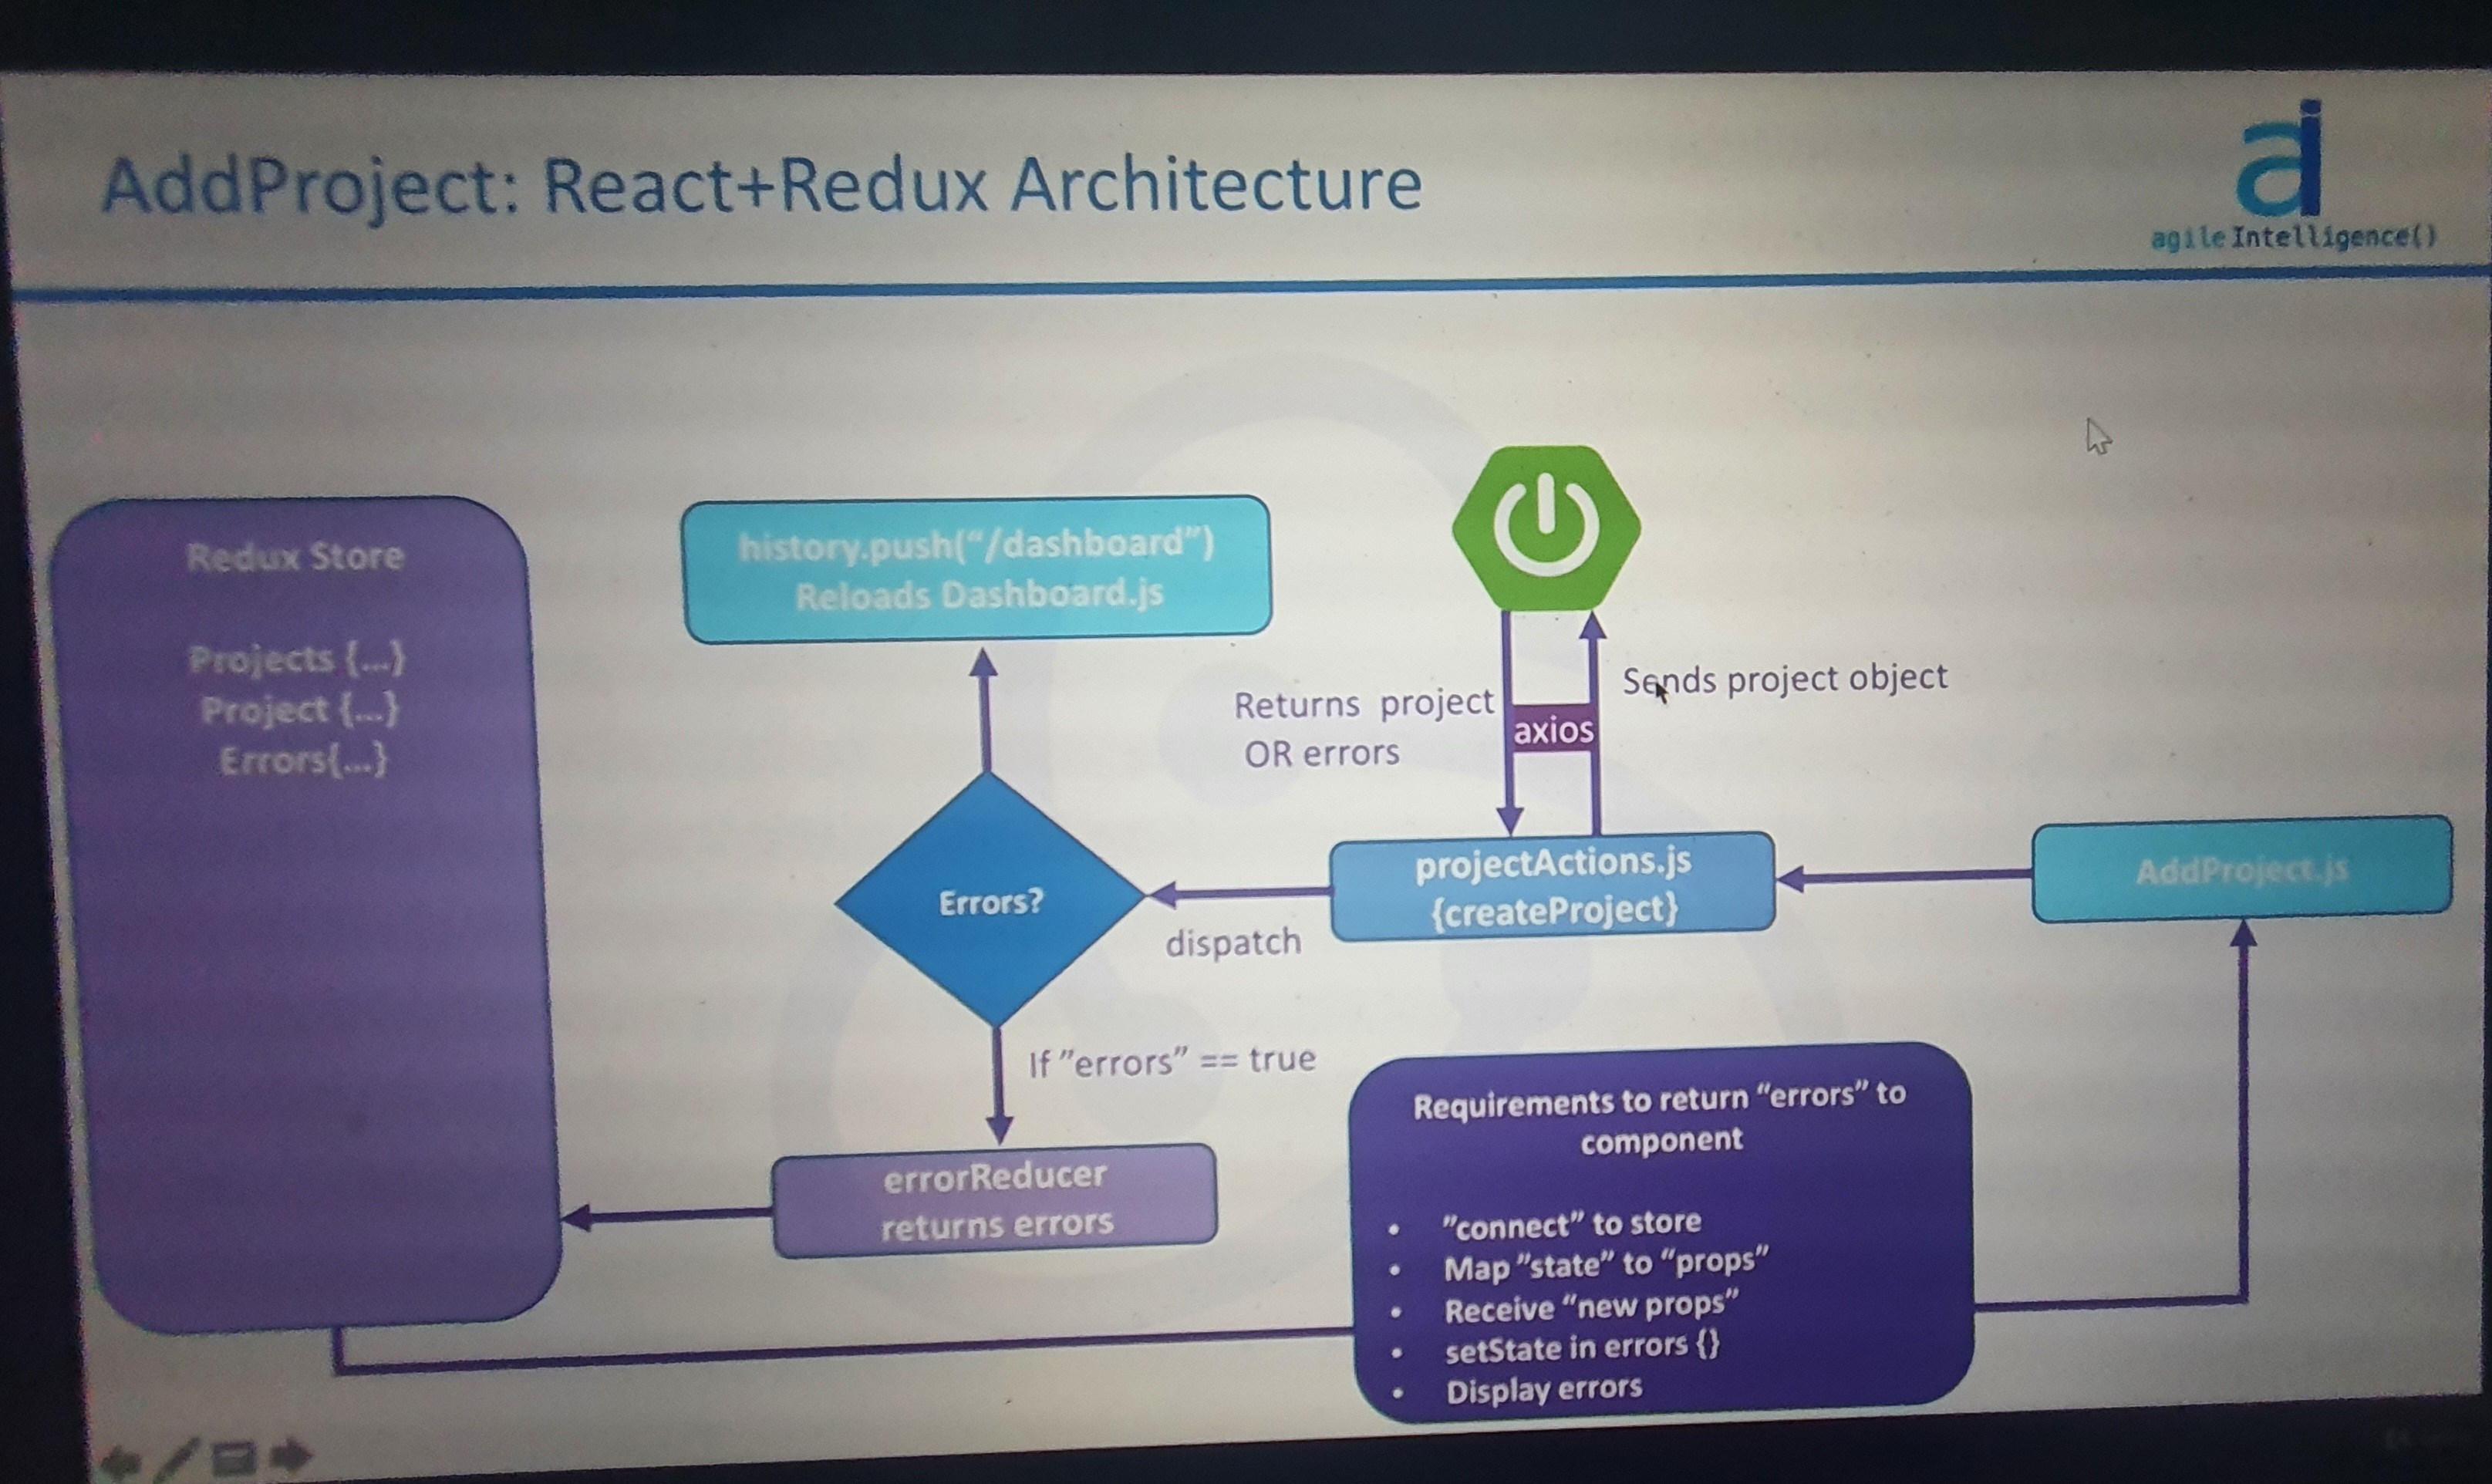 AddProject: React+Redux Architecture
ai
agileIntelligence()
Redux Store
Projects {...}
Project {...}
Errors{...}
history.push(“/dashboard”)
Reloads Dashboard.js
Returns project
OR errors
axios
Sends project object
Errors?
dispatch
projectActions.js
{createProject}
AddProject.js
If ”errors” == true
errorReducer
returns errors
Requirements to return “errors” to
component
• ”connect” to store
• Map ”state” to “props”
• Receive “new props”
• setState in errors {}
• Display errors